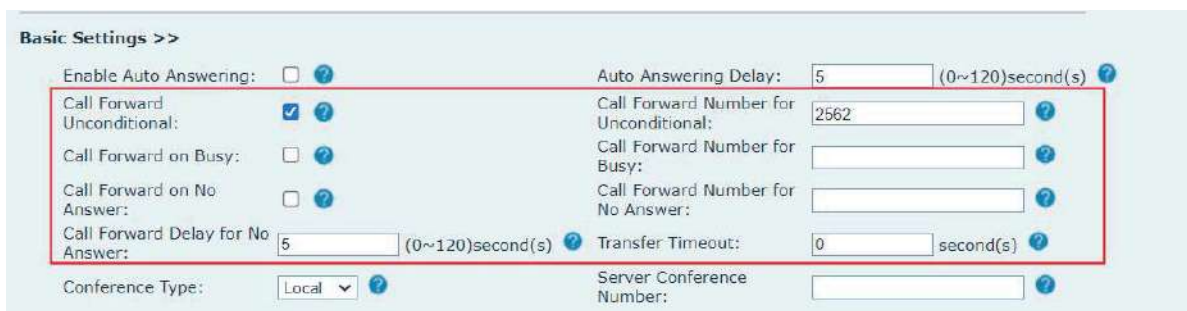 Basic Settings >>
Enable Auto Answering: ? Auto Answering Delay: 5 (0~120)second(s) ?
Call Forward Unconditional: ? Call Forward Number for Unconditional: 2562 ?
Call Forward on Busy: ? Call Forward Number for Busy: ?
Call Forward on No Answer: ? Call Forward Number for No Answer: ?
Call Forward Delay for No Answer: 5 (0~120)second(s) ? Transfer Timeout: 0 second(s) ?
Conference Type: Local ? Server Conference Number: ?